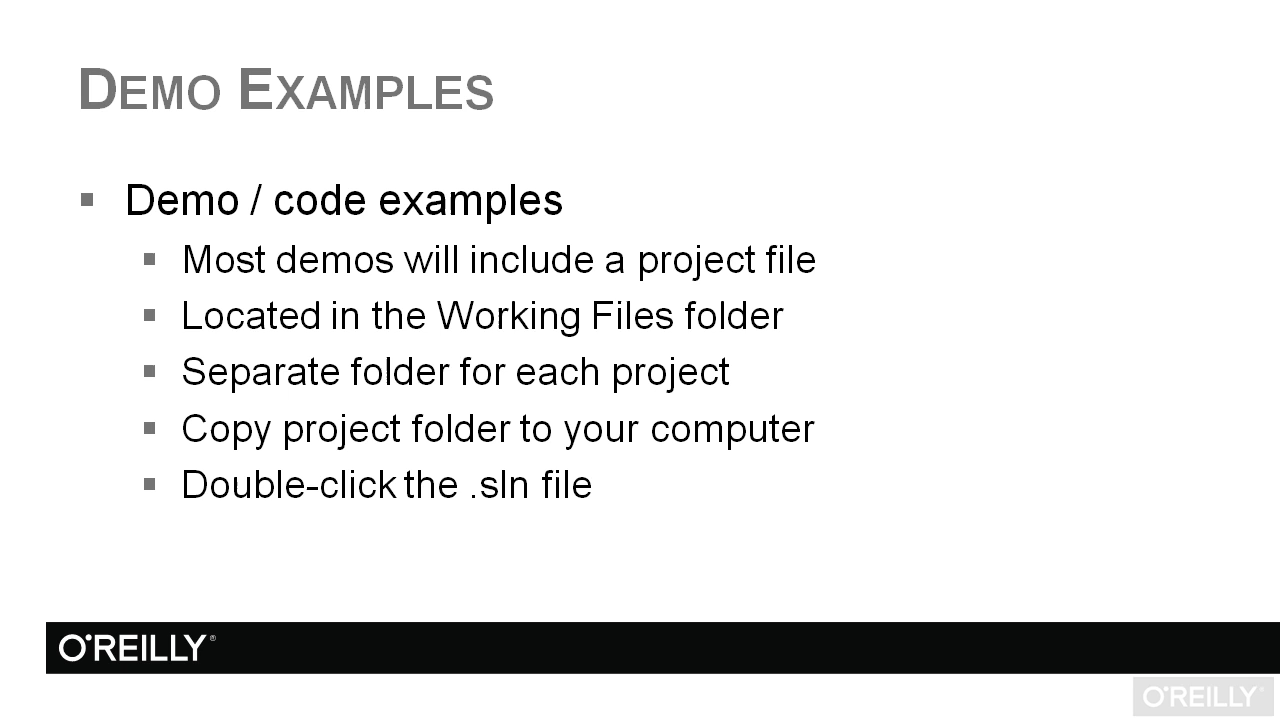 DEMO EXAMPLES
Demo / code examples
Most demos will include a project file
Located in the Working Files folder
Separate folder for each project
Copy project folder to your computer
Double-click the .sln file
O'REILLY®
O'REILLY®